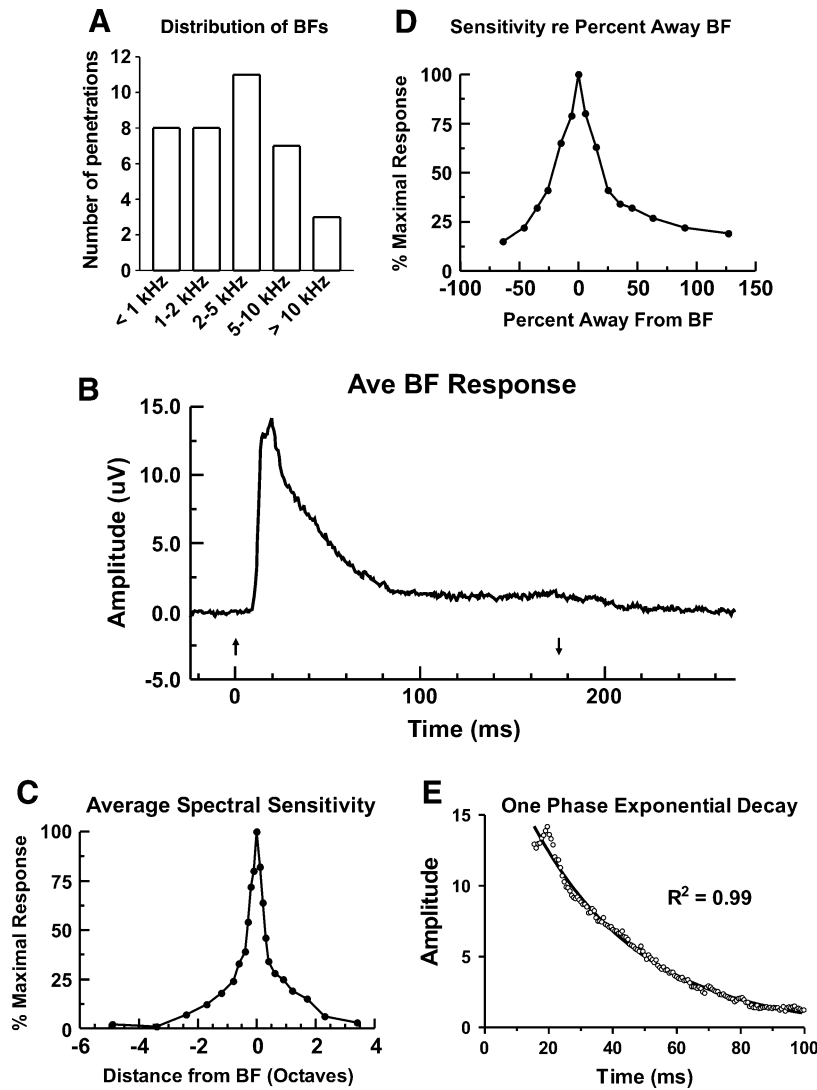 A
Distribution of BFs
Number of penetrations
12
10
8
6
4
2
0
< 1 kHz
1-2 kHz
2-5 kHz
5-10 kHz
> 10 kHz
D
Sensitivity re Percent Away BF
% Maximal Response
100
75
50
25
0
-100 -50 0 50 100 150
Percent Away From BF
B
Ave BF Response
Amplitude (uV)
15.0
10.0
5.0
0.0
-5.0
0 100 200
Time (ms)
C
Average Spectral Sensitivity
% Maximal Response
100
75
50
25
0
-6 -4 -2 0 2 4
Distance from BF (Octaves)
E
One Phase Exponential Decay
Amplitude
15
10
5
0
R² = 0.99
0 20 40 60 80 100
Time (ms)